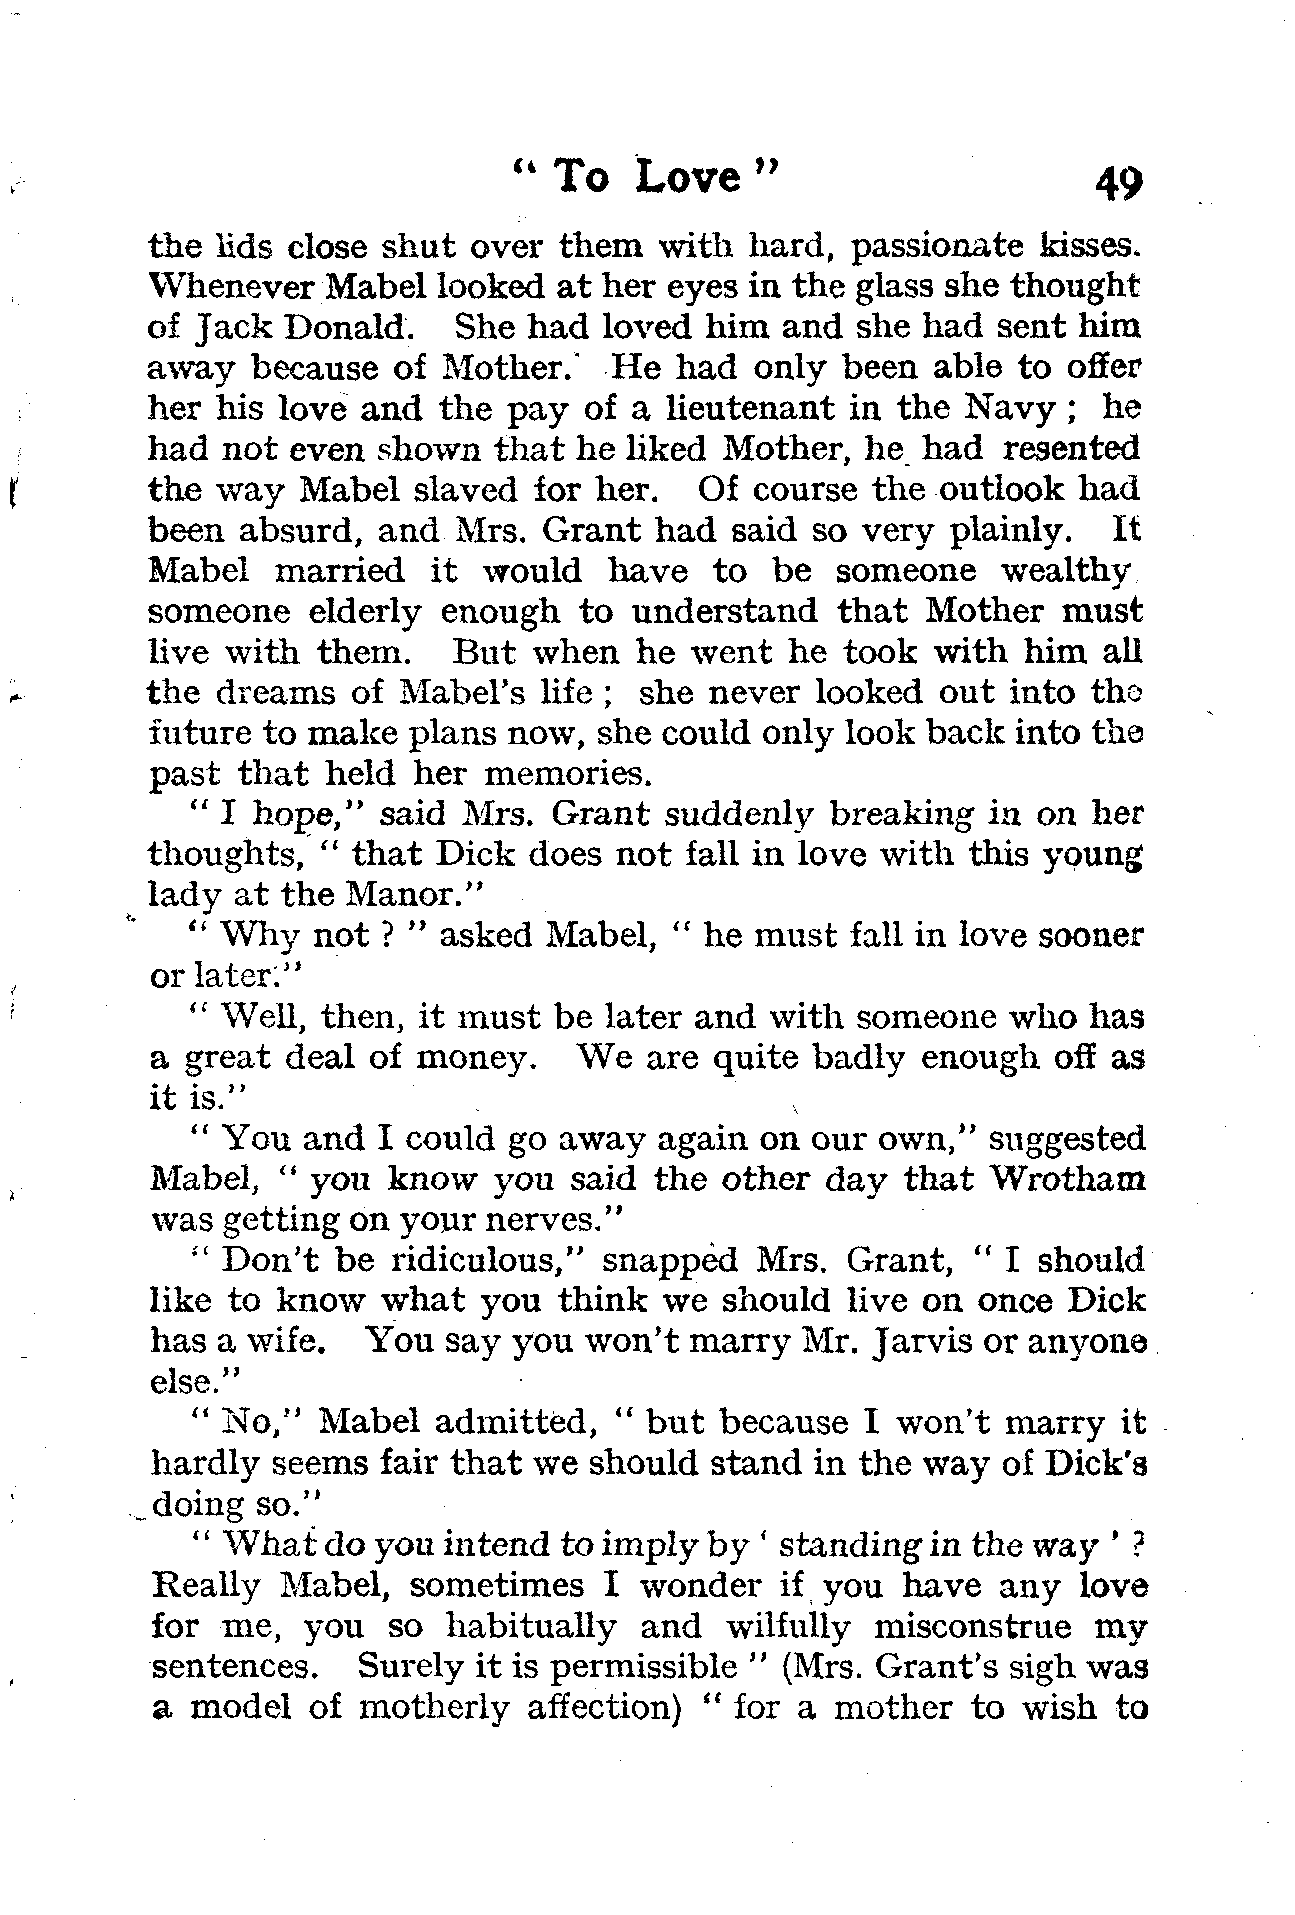 “ To Love ” 49
the lids close shut over them with hard, passionate kisses.
Whenever Mabel looked at her eyes in the glass she thought
of Jack Donald. She had loved him and she had sent him
away because of Mother. He had only been able to offer
her his love and the pay of a lieutenant in the Navy ; he
had not even shown that he liked Mother, he had resented
the way Mabel slaved for her. Of course the outlook had
been absurd, and Mrs. Grant had said so very plainly. It
Mabel married it would have to be someone wealthy
someone elderly enough to understand that Mother must
live with them. But when he went he took with him all
the dreams of Mabel's life ; she never looked out into the
future to make plans now, she could only look back into the
past that held her memories.
“ I hope,” said Mrs. Grant suddenly breaking in on her
thoughts, “ that Dick does not fall in love with this young
lady at the Manor.”
“ Why not ? ” asked Mabel, “ he must fall in love sooner
or later.”
“ Well, then, it must be later and with someone who has
a great deal of money. We are quite badly enough off as
it is.”
“ You and I could go away again on our own,” suggested
Mabel, “ you know you said the other day that Wrotham
was getting on your nerves.”
“ Don't be ridiculous,” snapped Mrs. Grant, “ I should
like to know what you think we should live on once Dick
has a wife. You say you won't marry Mr. Jarvis or anyone
else.”
“ No,” Mabel admitted, “ but because I won't marry it
hardly seems fair that we should stand in the way of Dick's
doing so.”
“ What do you intend to imply by ‘ standing in the way ’ ?
Really Mabel, sometimes I wonder if you have any love
for me, you so habitually and wilfully misconstrue my
sentences. Surely it is permissible ” (Mrs. Grant's sigh was
a model of motherly affection) “ for a mother to wish to